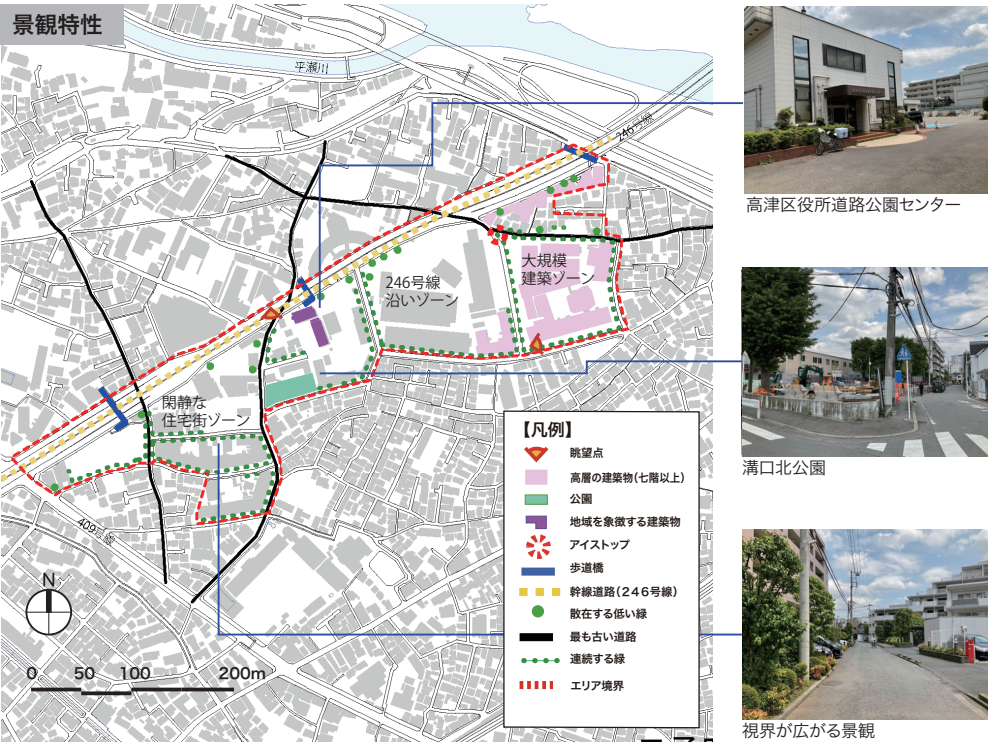 景観特性
平瀬川
246号線
246号線
沿いゾーン
大規模
建築ゾーン
閑静な
住宅街ゾーン
409号線
N
0 50 100 200m
【凡例】
眺望点
高層の建築物(七階以上)
公園
地域を象徴する建築物
アイストップ
歩道橋
幹線道路(246号線)
散在する低い緑
最も古い道路
連続する緑
エリア境界
高津区役所道路公園センター
溝口北公園
視界が広がる景観